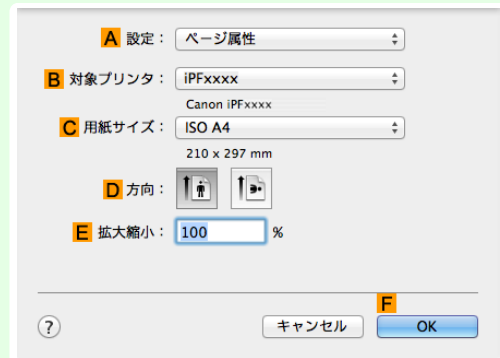 A 設定： ページ属性
B 対象プリンタ： iPFxxxx
Canon iPFxxxx
C 用紙サイズ： ISO A4
210 x 297 mm
D 方向：
E 拡大縮小： 100 %
F
? キャンセル OK